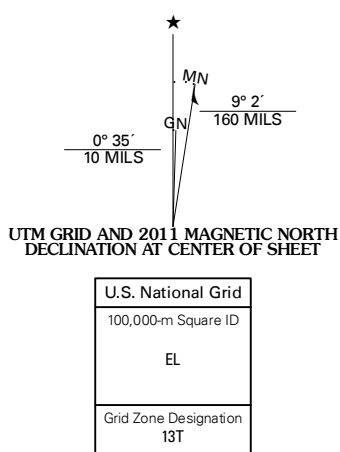 ★
MN
GN
9° 2´
160 MILS
0° 35´
10 MILS
UTM GRID AND 2011 MAGNETIC NORTH
DECLINATION AT CENTER OF SHEET
U.S. National Grid
100,000-m Square ID
EL
Grid Zone Designation
13T